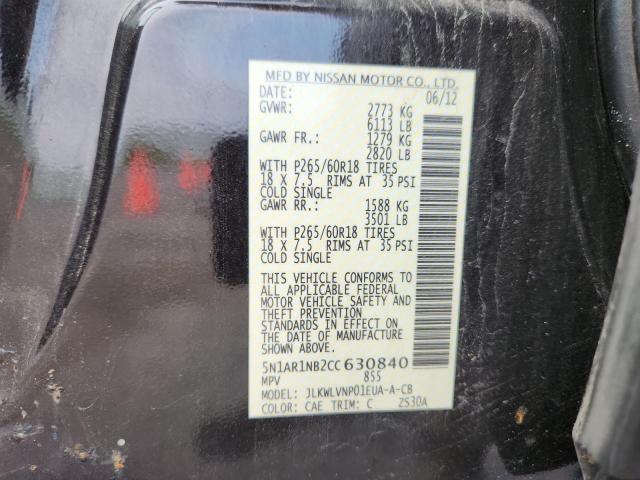 MFD BY NISSAN MOTOR CO., LTD.
DATE: 06/12
GVWR: 2773 KG
6113 LB
GAWR FR.: 1279 KG
2820 LB
WITH P265/60R18 TIRES
18 X 7.5 RIMS AT 35 PSI
COLD SINGLE
GAWR RR.: 1588 KG
3501 LB
WITH P265/60R18 TIRES
18 X 7.5 RIMS AT 35 PSI
COLD SINGLE
THIS VEHICLE CONFORMS TO
ALL APPLICABLE FEDERAL
MOTOR VEHICLE SAFETY AND
THEFT PREVENTION
STANDARDS IN EFFECT ON
THE DATE OF MANUFACTURE
SHOWN ABOVE.
5N1AR1NB2CC630840
MPV 855
MODEL: JLKWLVNP01EUA-A-CB
COLOR: CAE TRIM: C ZS30A